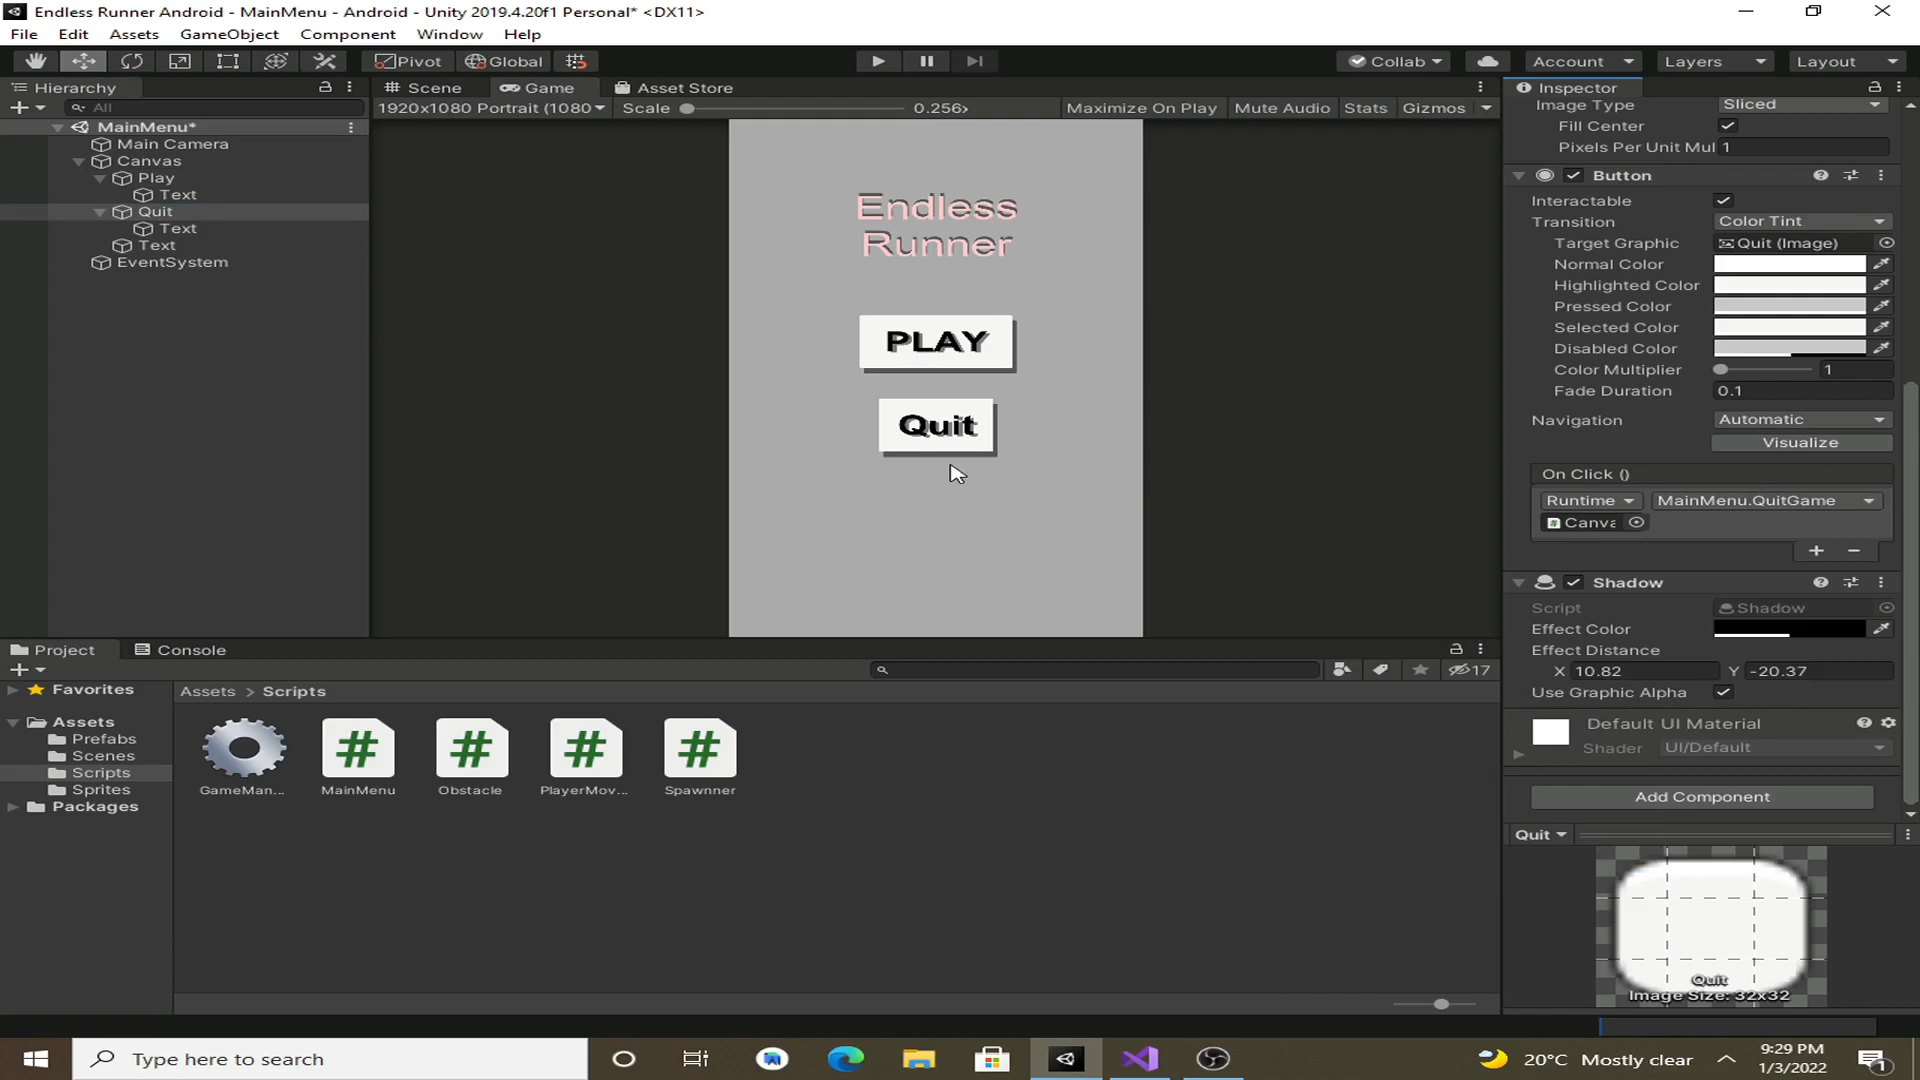 Endless Runner Android - MainMenu - Android - Unity 2019.4.20f1 Personal* <DX11>
File Edit Assets GameObject Component Window Help
Pivot Global Collab Account Layers Layout
Hierarchy
All
MainMenu*
Main Camera
Canvas
Play
Text
Quit
Text
Text
EventSystem
Scene Game Asset Store
1920x1080 Portrait (1080 Scale 0.256x Maximize On Play Mute Audio Stats Gizmos
Endless
Runner
PLAY
Quit
Inspector
Image Type Sliced
Fill Center
Pixels Per Unit Mul 1
Button
Interactable
Transition Color Tint
Target Graphic Quit (Image)
Normal Color
Highlighted Color
Pressed Color
Selected Color
Disabled Color
Color Multiplier 1
Fade Duration 0.1
Navigation Automatic
Visualize
On Click ()
Runtime MainMenu.QuitGame
Canva
Shadow
Script Shadow
Effect Color
Effect Distance
X 10.82 Y -20.37
Use Graphic Alpha
Default UI Material
Shader UI/Default
Add Component
Quit
Quit
Image Size: 32x32
Project Console
17
Favorites
Assets
Prefabs
Scenes
Scripts
Sprites
Packages
Assets > Scripts
GameMan... MainMenu Obstacle PlayerMov... Spawnner
Type here to search
20°C Mostly clear
9:29 PM
1/3/2022
1